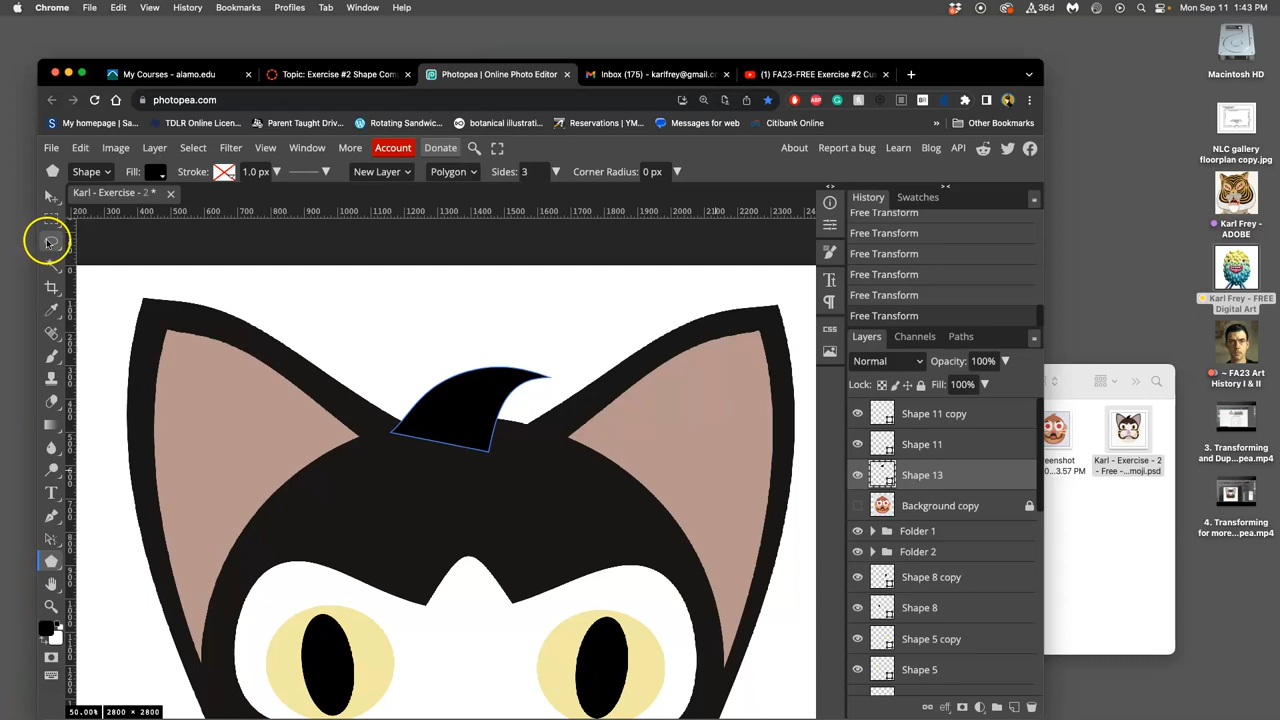 Chrome File Edit View History Bookmarks Profiles Tab Window Help 36d Mon Sep 11 1:43 PM
My Courses - alamo.edu Topic: Exercise #2 Shape Com Photopea | Online Photo Editor Inbox (175) - karlfrey@gmail.c (1) FA23-FREE Exercise #2 Cu
photopea.com
My homepage | Sa... TDLR Online Licen... Parent Taught Driv... Rotating Sandwic... botanical illustr... Reservations | YM... Messages for web Citibank Online » Other Bookmarks
File Edit Image Layer Select Filter View Window More Account Donate About Report a bug Learn Blog API
Shape Fill: Stroke: 1.0 px New Layer Polygon Sides: 3 Corner Radius: 0 px
Karl - Exercise - 2 *
200 300 400 500 600 700 800 900 1000 1100 1200 1300 1400 1500 1600 1700 1800 1900 2000 2100 2200 2300
History Swatches
Free Transform
Free Transform
Free Transform
Free Transform
Free Transform
Free Transform
Layers Channels Paths
Normal Opacity: 100%
Lock: Fill: 100%
Shape 11 copy
Shape 11
Shape 13
Background copy
Folder 1
Folder 2
Shape 8 copy
Shape 8
Shape 5 copy
Shape 5
CSS
50.00% 2800 × 2800
eff
Macintosh HD
NLC gallery
floorplan copy.jpg
Karl Frey -
ADOBE
Karl Frey - FREE
Digital Art
~ FA23 Art
History I & II
3. Transforming
and Dup...pea.mp4
4. Transforming
for more...pea.mp4
Karl - Exercise - 2
- Free -...moji.psd
0...3.57 PM